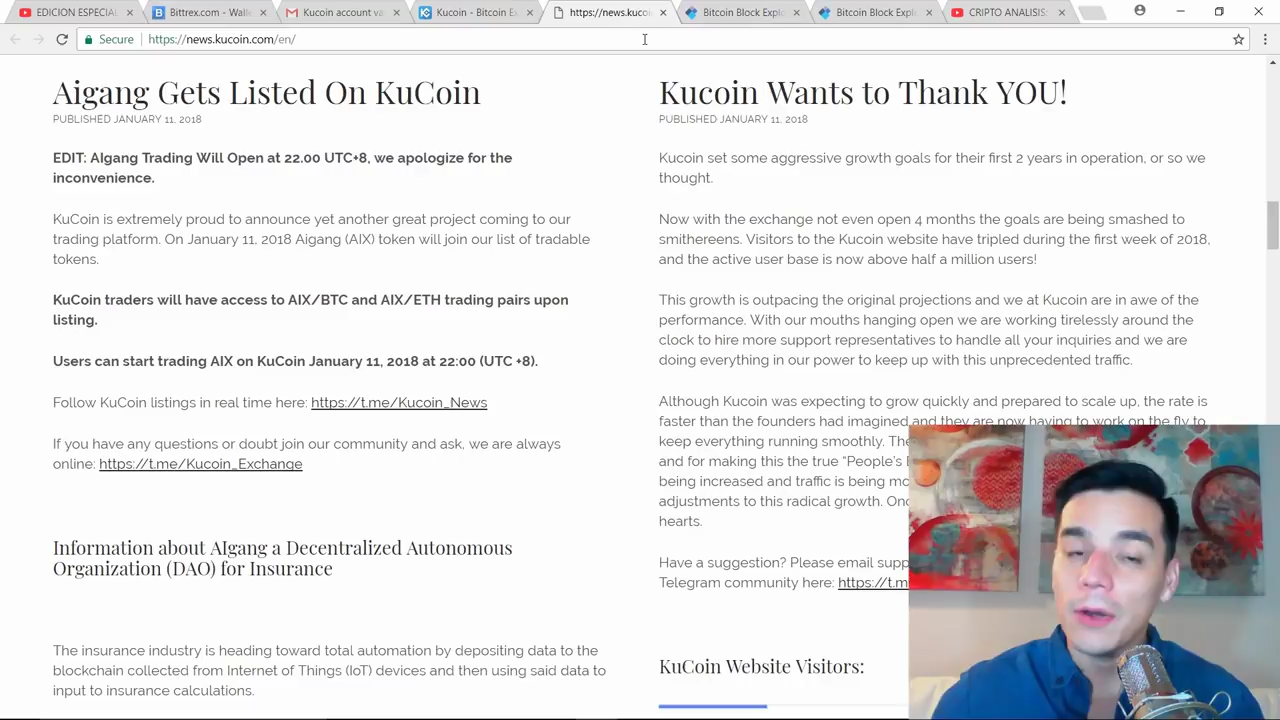 EDICION ESPECIAL
Bittrex.com - Walle
Kucoin account va
Kucoin - Bitcoin Ex
https://news.kucoi
Bitcoin Block Explo
Bitcoin Block Explo
CRIPTO ANALISIS:
Secure
https://news.kucoin.com/en/
Aigang Gets Listed On KuCoin
PUBLISHED JANUARY 11, 2018
EDIT: AIgang Trading Will Open at 22.00 UTC+8, we apologize for the
inconvenience.
KuCoin is extremely proud to announce yet another great project coming to our
trading platform. On January 11, 2018 Aigang (AIX) token will join our list of tradable
tokens.
KuCoin traders will have access to AIX/BTC and AIX/ETH trading pairs upon
listing.
Users can start trading AIX on KuCoin January 11, 2018 at 22:00 (UTC +8).
Follow KuCoin listings in real time here: https://t.me/Kucoin_News
If you have any questions or doubt join our community and ask, we are always
online: https://t.me/Kucoin_Exchange
Information about AIgang a Decentralized Autonomous
Organization (DAO) for Insurance
The insurance industry is heading toward total automation by depositing data to the
blockchain collected from Internet of Things (IoT) devices and then using said data to
input to insurance calculations.
Kucoin Wants to Thank YOU!
PUBLISHED JANUARY 11, 2018
Kucoin set some aggressive growth goals for their first 2 years in operation, or so we
thought.
Now with the exchange not even open 4 months the goals are being smashed to
smithereens. Visitors to the Kucoin website have tripled during the first week of 2018,
and the active user base is now above half a million users!
This growth is outpacing the original projections and we at Kucoin are in awe of the
performance. With our mouths hanging open we are working tirelessly around the
clock to hire more support representatives to handle all your inquiries and we are
doing everything in our power to keep up with this unprecedented traffic.
Although Kucoin was expecting to grow quickly and prepared to scale up, the rate is
faster than the founders had imagined and they are now having to work on the fly to
keep everything running smoothly. The
and for making this the true “People's
being increased and traffic is being mo
adjustments to this radical growth. Onc
hearts.
Have a suggestion? Please email supp
Telegram community here: https://t.m
KuCoin Website Visitors: